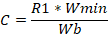 C = R1 * Wmin / Wb